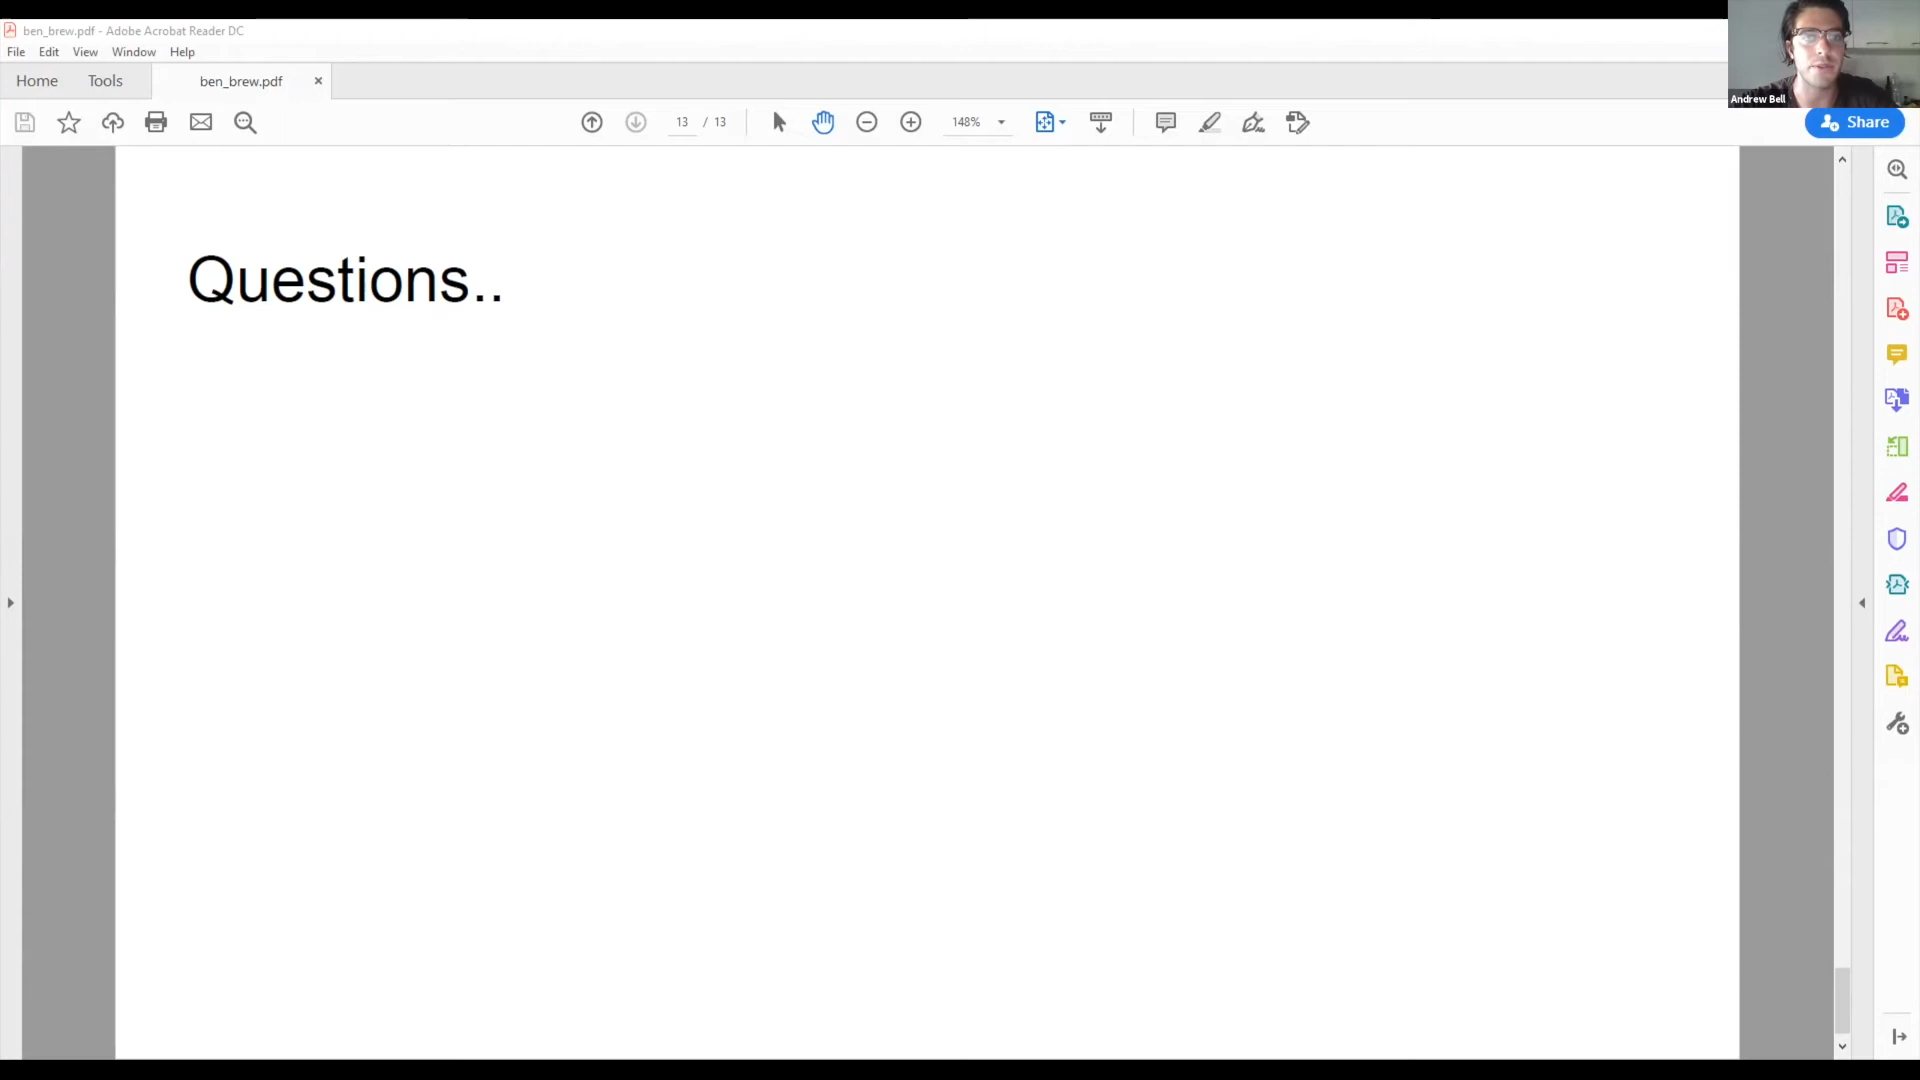 ben_brew.pdf - Adobe Acrobat Reader DC
File Edit View Window Help
Home Tools ben_brew.pdf
13 / 13 148% Share
Andrew Bell
Questions..